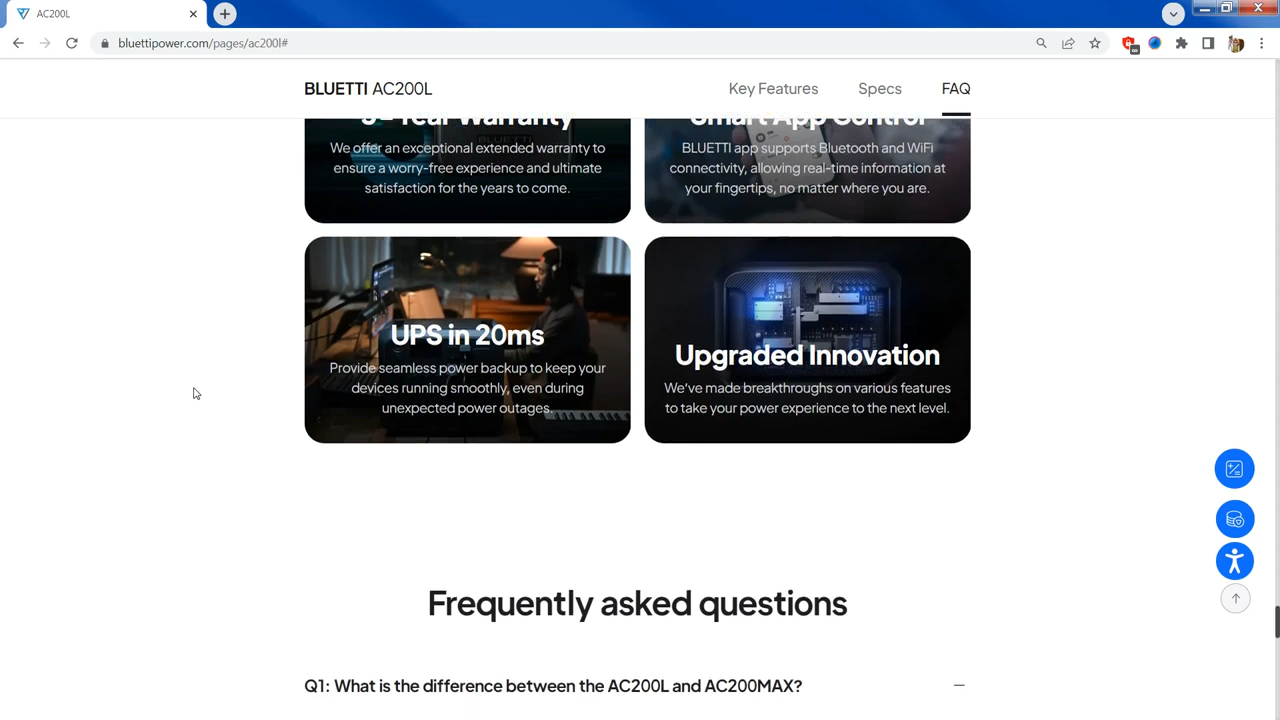 AC200L
bluettipower.com/pages/ac200l#
BLUETTI AC200L
Key Features
Specs
FAQ
We offer an exceptional extended warranty to
ensure a worry-free experience and ultimate
satisfaction for the years to come.
Smart App Control
BLUETTI app supports Bluetooth and WiFi
connectivity, allowing real-time information at
your fingertips, no matter where you are.
UPS in 20ms
Provide seamless power backup to keep your
devices running smoothly, even during
unexpected power outages.
Upgraded Innovation
We've made breakthroughs on various features
to take your power experience to the next level.
Frequently asked questions
Q1: What is the difference between the AC200L and AC200MAX?